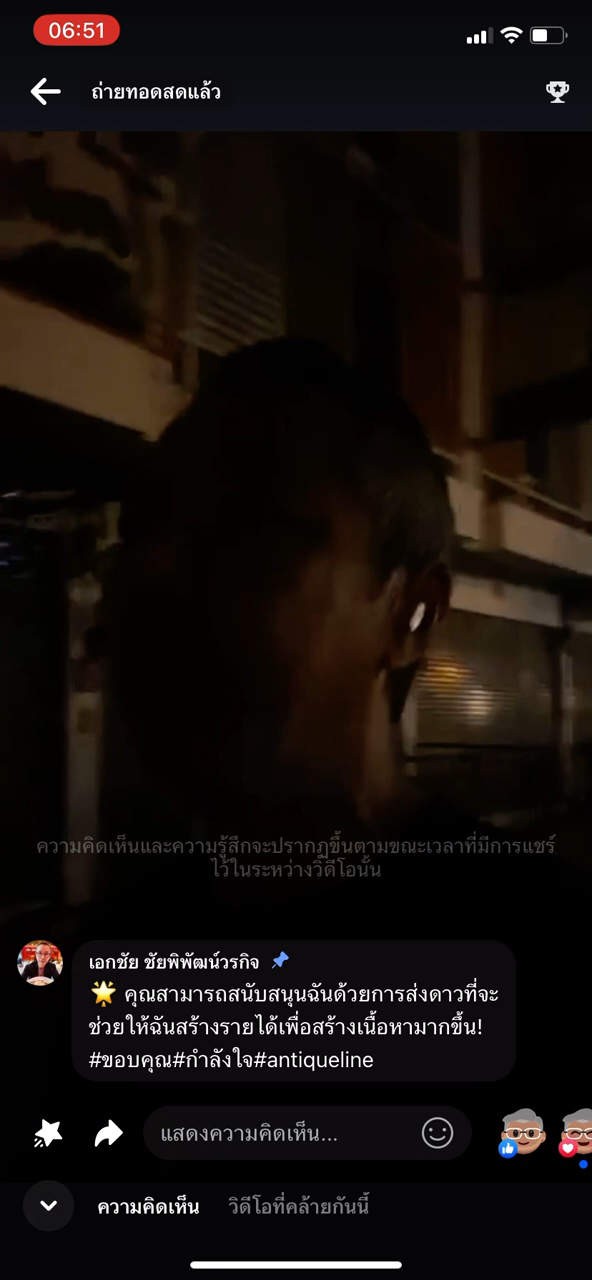 06:51
ถ่ายทอดสดแล้ว
ความคิดเห็นและความรู้สึกจะปรากฏขึ้นตามขณะเวลาที่มีการแชร์
ไว้ในระหว่างวิดีโอนั้น
เอกชัย ชัยพิพัฒน์วรกิจ
คุณสามารถสนับสนุนฉันด้วยการส่งดาวที่จะ
ช่วยให้ฉันสร้างรายได้เพื่อสร้างเนื้อหามากขึ้น!
#ขอบคุณ#กำลังใจ#antiqueline
แสดงความคิดเห็น...
ความคิดเห็น วิดีโอที่คล้ายกันนี้